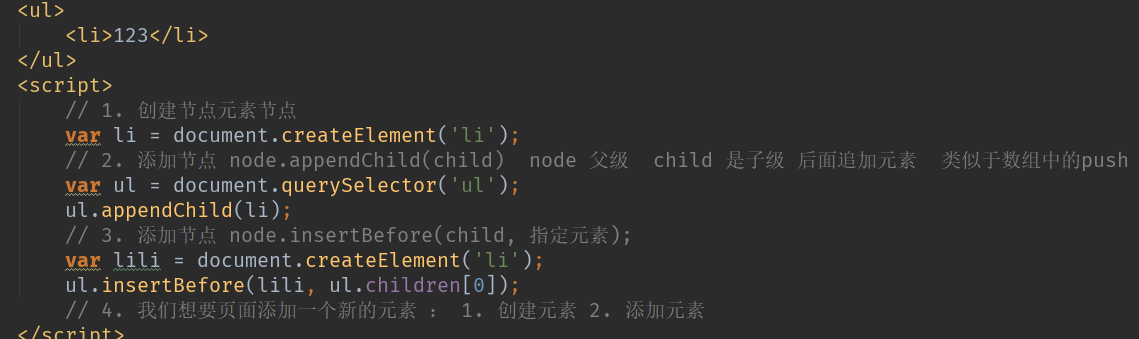 <ul>
<li>123</li>
</ul>
<script>
// 1. 创建节点元素节点
var li = document.createElement('li');
// 2. 添加节点 node.appendChild(child) node 父级 child 是子级 后面追加元素 类似于数组中的push
var ul = document.querySelector('ul');
ul.appendChild(li);
// 3. 添加节点 node.insertBefore(child, 指定元素);
var lili = document.createElement('li');
ul.insertBefore(lili, ul.children[0]);
// 4. 我们想要页面添加一个新的元素 : 1. 创建元素 2. 添加元素
</script>